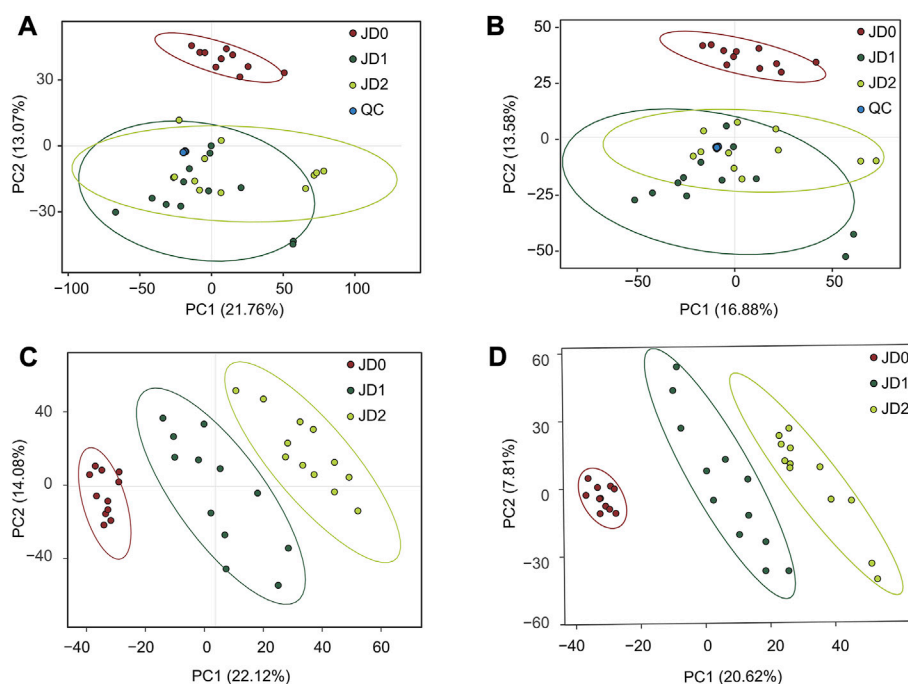 A
JD0
JD1
JD2
QC
30
0
−30
PC2 (13.07%)
−100
−50
0
50
100
PC1 (21.76%)
B
JD0
JD1
JD2
QC
50
25
0
−25
−50
PC2 (13.58%)
−50
0
50
PC1 (16.88%)
C
JD0
JD1
JD2
40
0
−40
PC2 (14.08%)
−40
−20
0
20
40
60
PC1 (22.12%)
D
JD0
JD1
JD2
60
30
0
−30
−60
PC2 (7.81%)
−40
0
40
PC1 (20.62%)